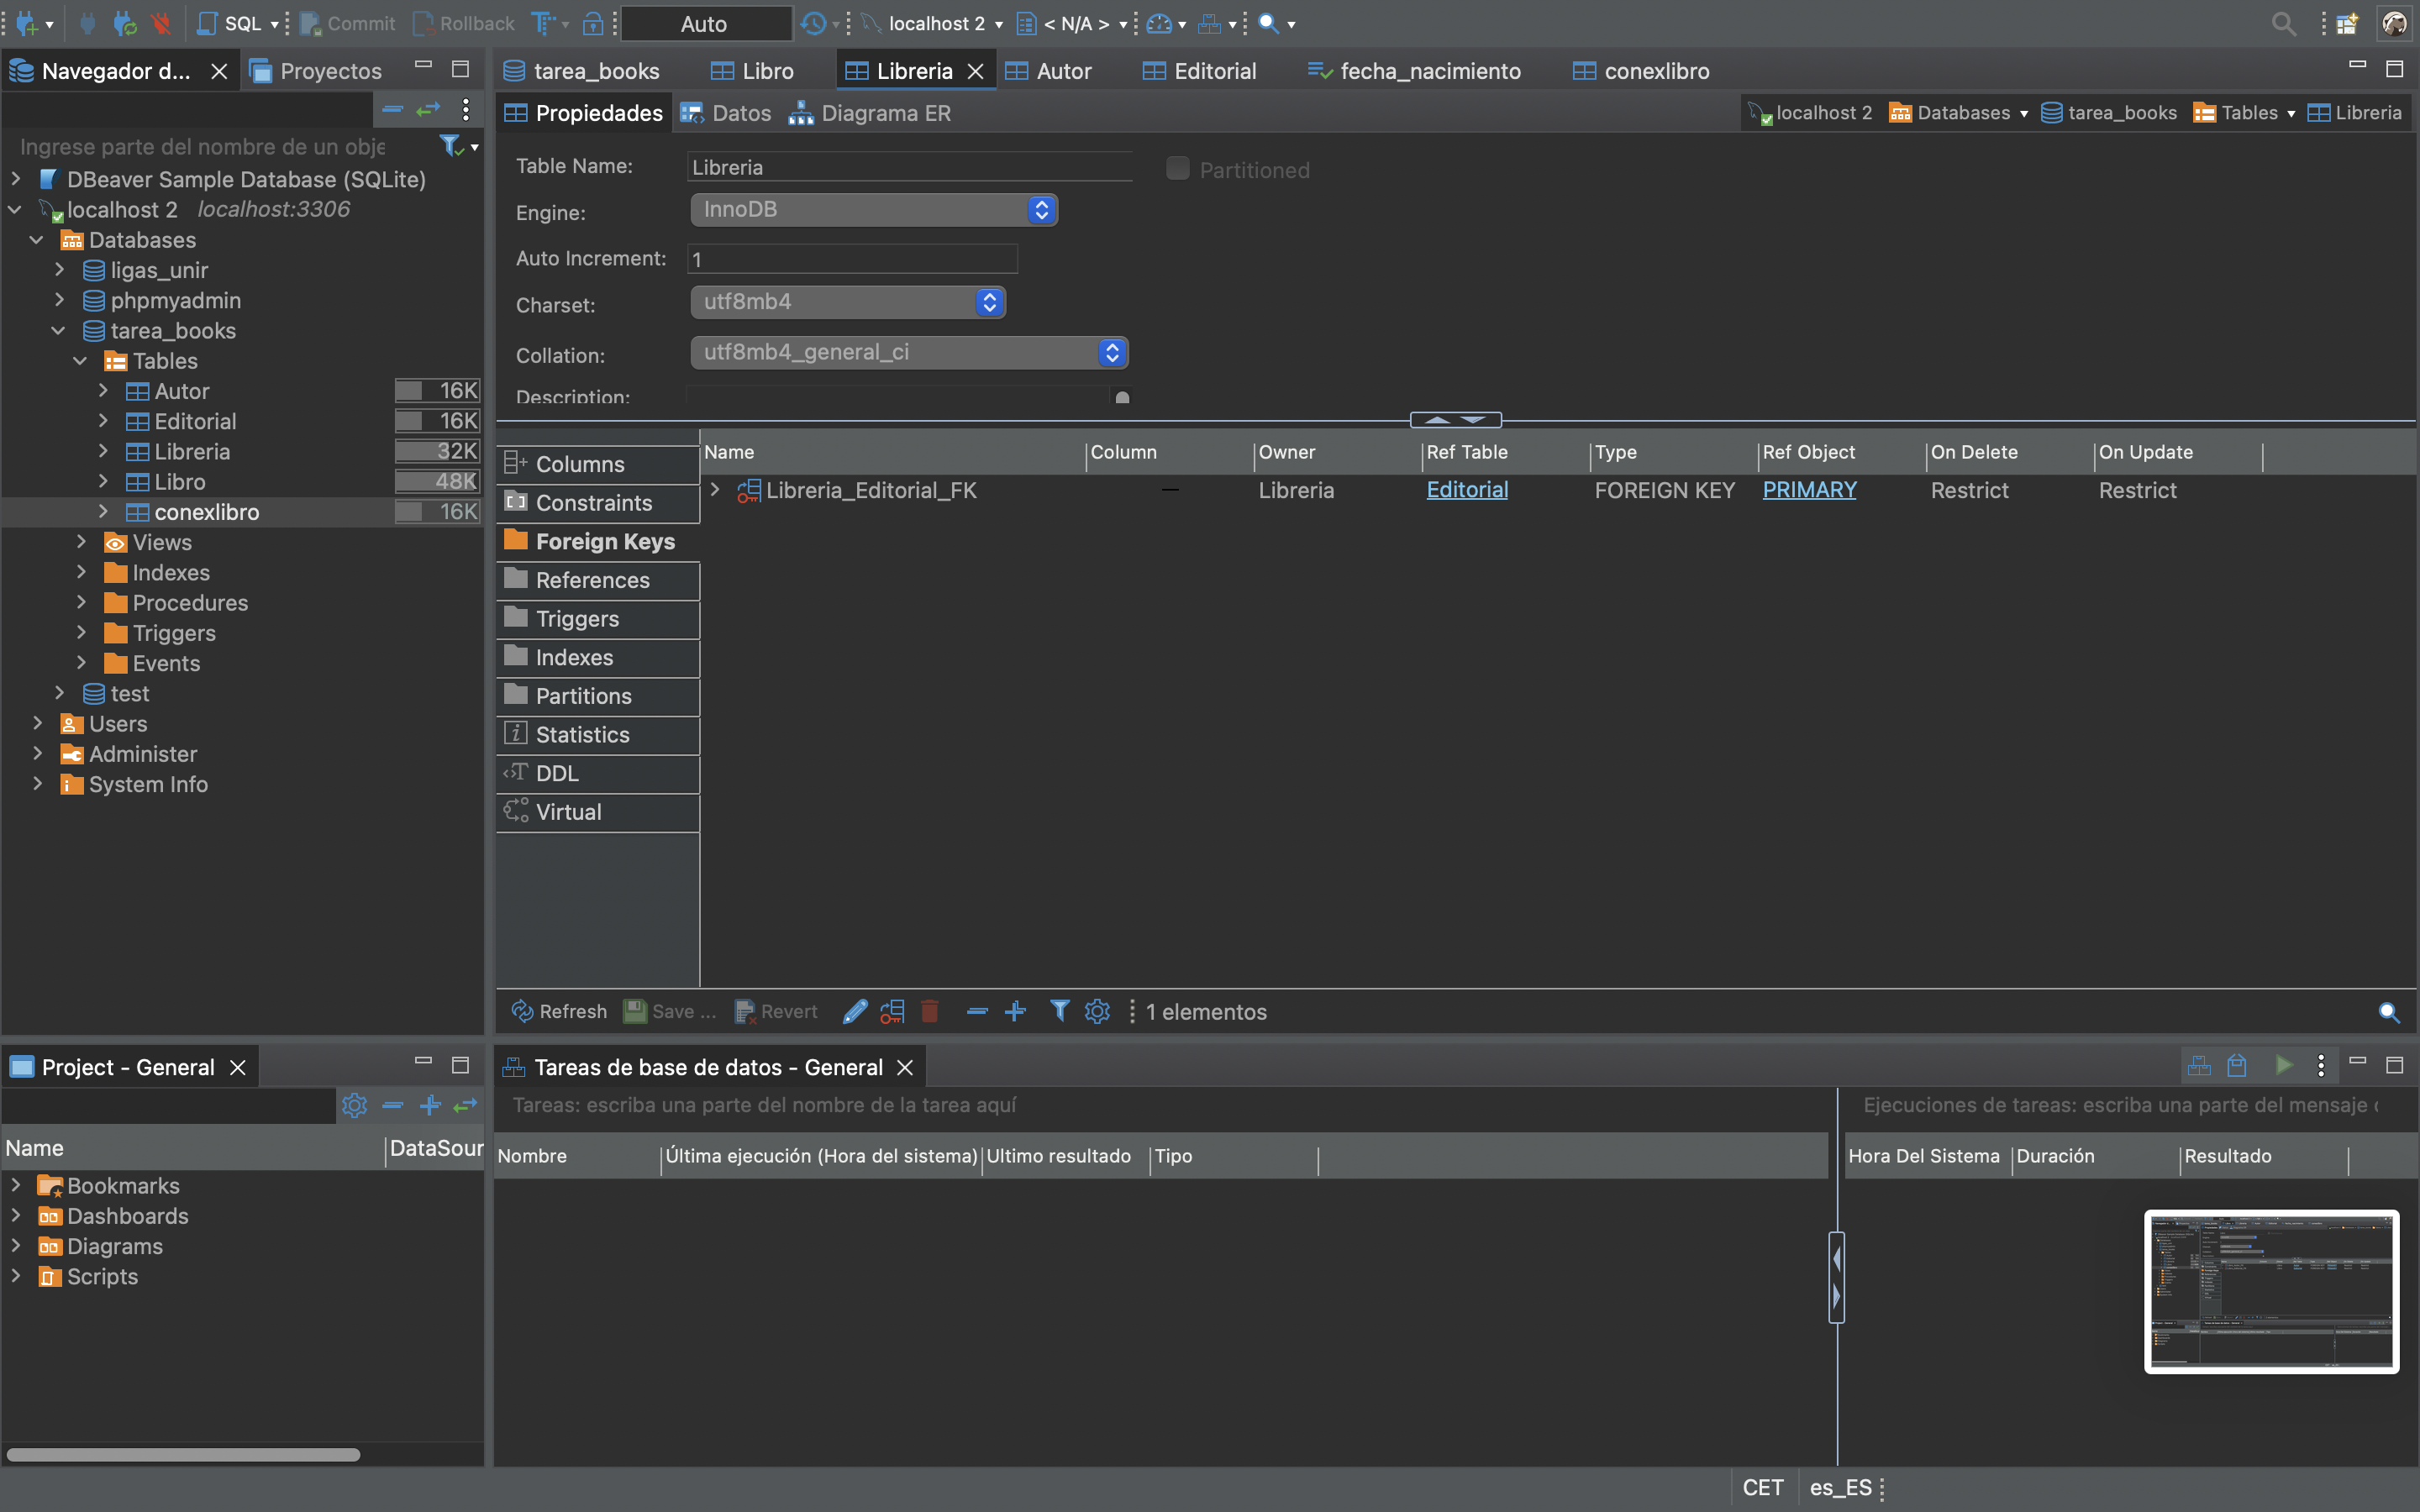 SQL Commit Rollback Auto localhost 2 < N/A >
Navegador d... Proyectos
Ingrese parte del nombre de un obje
DBeaver Sample Database (SQLite)
localhost 2 localhost:3306
Databases
ligas_unir
phpmyadmin
tarea_books
Tables
Autor 16K
Editorial 16K
Libreria 32K
Libro 48K
conexlibro 16K
Views
Indexes
Procedures
Triggers
Events
test
Users
Administer
System Info
tarea_books Libro Libreria Autor Editorial fecha_nacimiento conexlibro
Propiedades Datos Diagrama ER localhost 2 Databases tarea_books Tables Libreria
Table Name: Libreria Partitioned
Engine: InnoDB
Auto Increment: 1
Charset: utf8mb4
Collation: utf8mb4_general_ci
Description:
Columns
Constraints
Foreign Keys
References
Triggers
Indexes
Partitions
Statistics
DDL
Virtual
Name Column Owner Ref Table Type Ref Object On Delete On Update
Libreria_Editorial_FK Libreria Editorial FOREIGN KEY PRIMARY Restrict Restrict
Refresh Save ... Revert 1 elementos
Project - General
Name DataSour
Bookmarks
Dashboards
Diagrams
Scripts
Tareas de base de datos - General
Tareas: escriba una parte del nombre de la tarea aquí
Nombre Última ejecución (Hora del sistema) Ultimo resultado Tipo
Ejecuciones de tareas: escriba una parte del mensaje
Hora Del Sistema Duración Resultado
CET es_ES